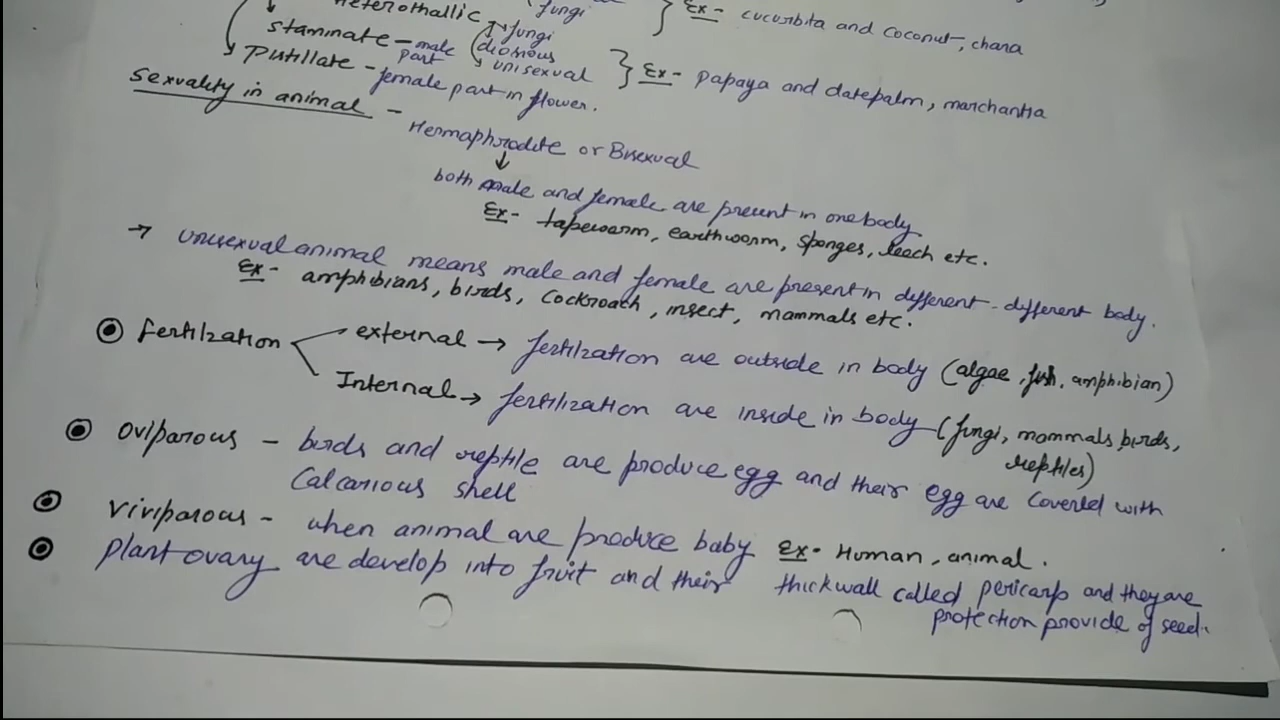 Heterothallic fungi
Ex- cucurbita and coconut, chara
staminate - male part
fungi
dioious
unisexual
Pistillate - female part in flower.
Ex- papaya and datepalm, marchantia
sexuality in animal - Hermaphrodite or Bisexual
both male and female are present in one body
Ex- tapeworm, earthworm, sponges, leech etc.
→ unisexual animal means male and female are present in different-different body.
Ex- amphibians, birds, cockroach, insect, mammals etc.
fertilzation
external → fertilzation are outside in body (algae, fish, amphibian)
Internal → fertilization are inside in body (fungi, mammals, birds, reptiles)
oviparous - birds and reptile are produce egg and their egg are covered with
calcarious shell
viviparous - when animal are produce baby Ex- Human, animal.
plant ovary are develop into fruit and their thickwall called pericarp and they are
protection provide of seed.